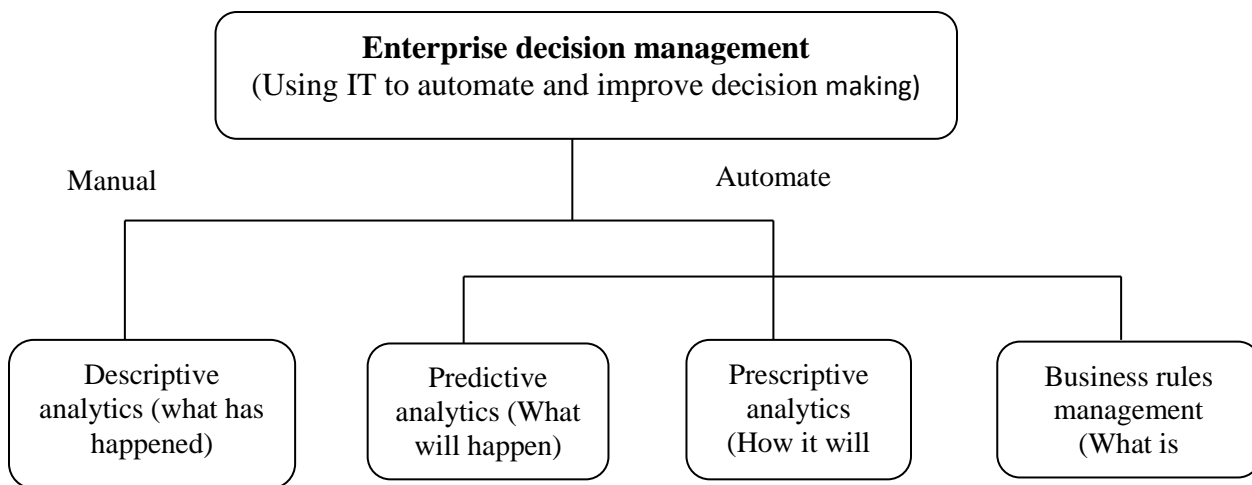 Enterprise decision management
(Using IT to automate and improve decision making)
Manual
Automate
Descriptive
analytics (what has
happened)
Predictive
analytics (What
will happen)
Prescriptive
analytics
(How it will
Business rules
management
(What is